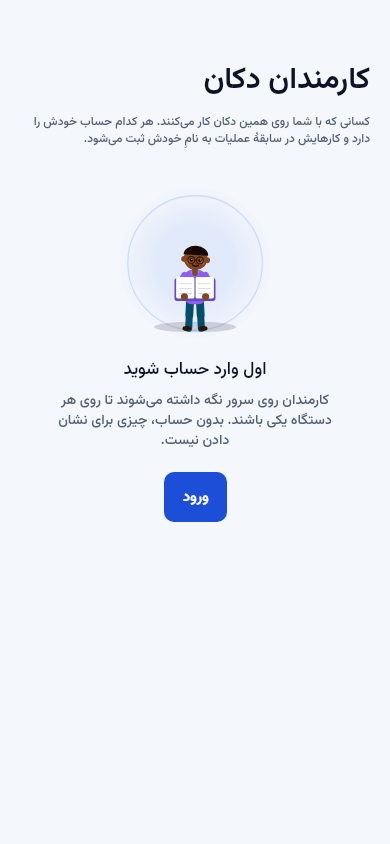 کارمندان دکان
کسانی که با شما روی همین دکان کار می‌کنند. هر کدام حساب خودش را
دارد و کارهایش در سابقهٔ عملیات به نامِ خودش ثبت می‌شود.
اول وارد حساب شوید
کارمندان روی سرور نگه داشته می‌شوند تا روی هر
دستگاه یکی باشند. بدون حساب، چیزی برای نشان
دادن نیست.
ورود